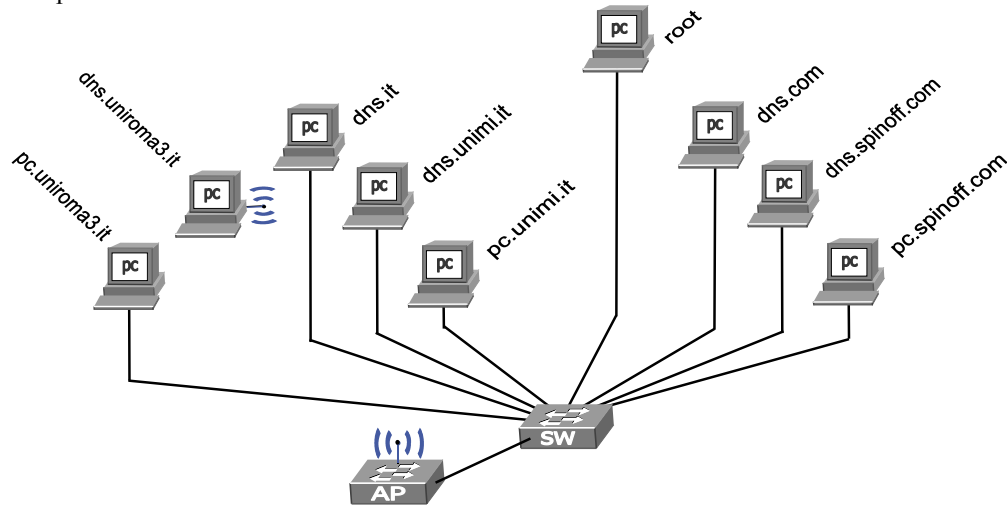 pc
root
pc
dns.uniroma3.it
pc
dns.it
pc
dns.com
pc
pc.uniroma3.it
pc
dns.unimi.it
pc
dns.spinoff.com
pc
pc.unimi.it
pc
pc.spinoff.com
pc
SW
AP